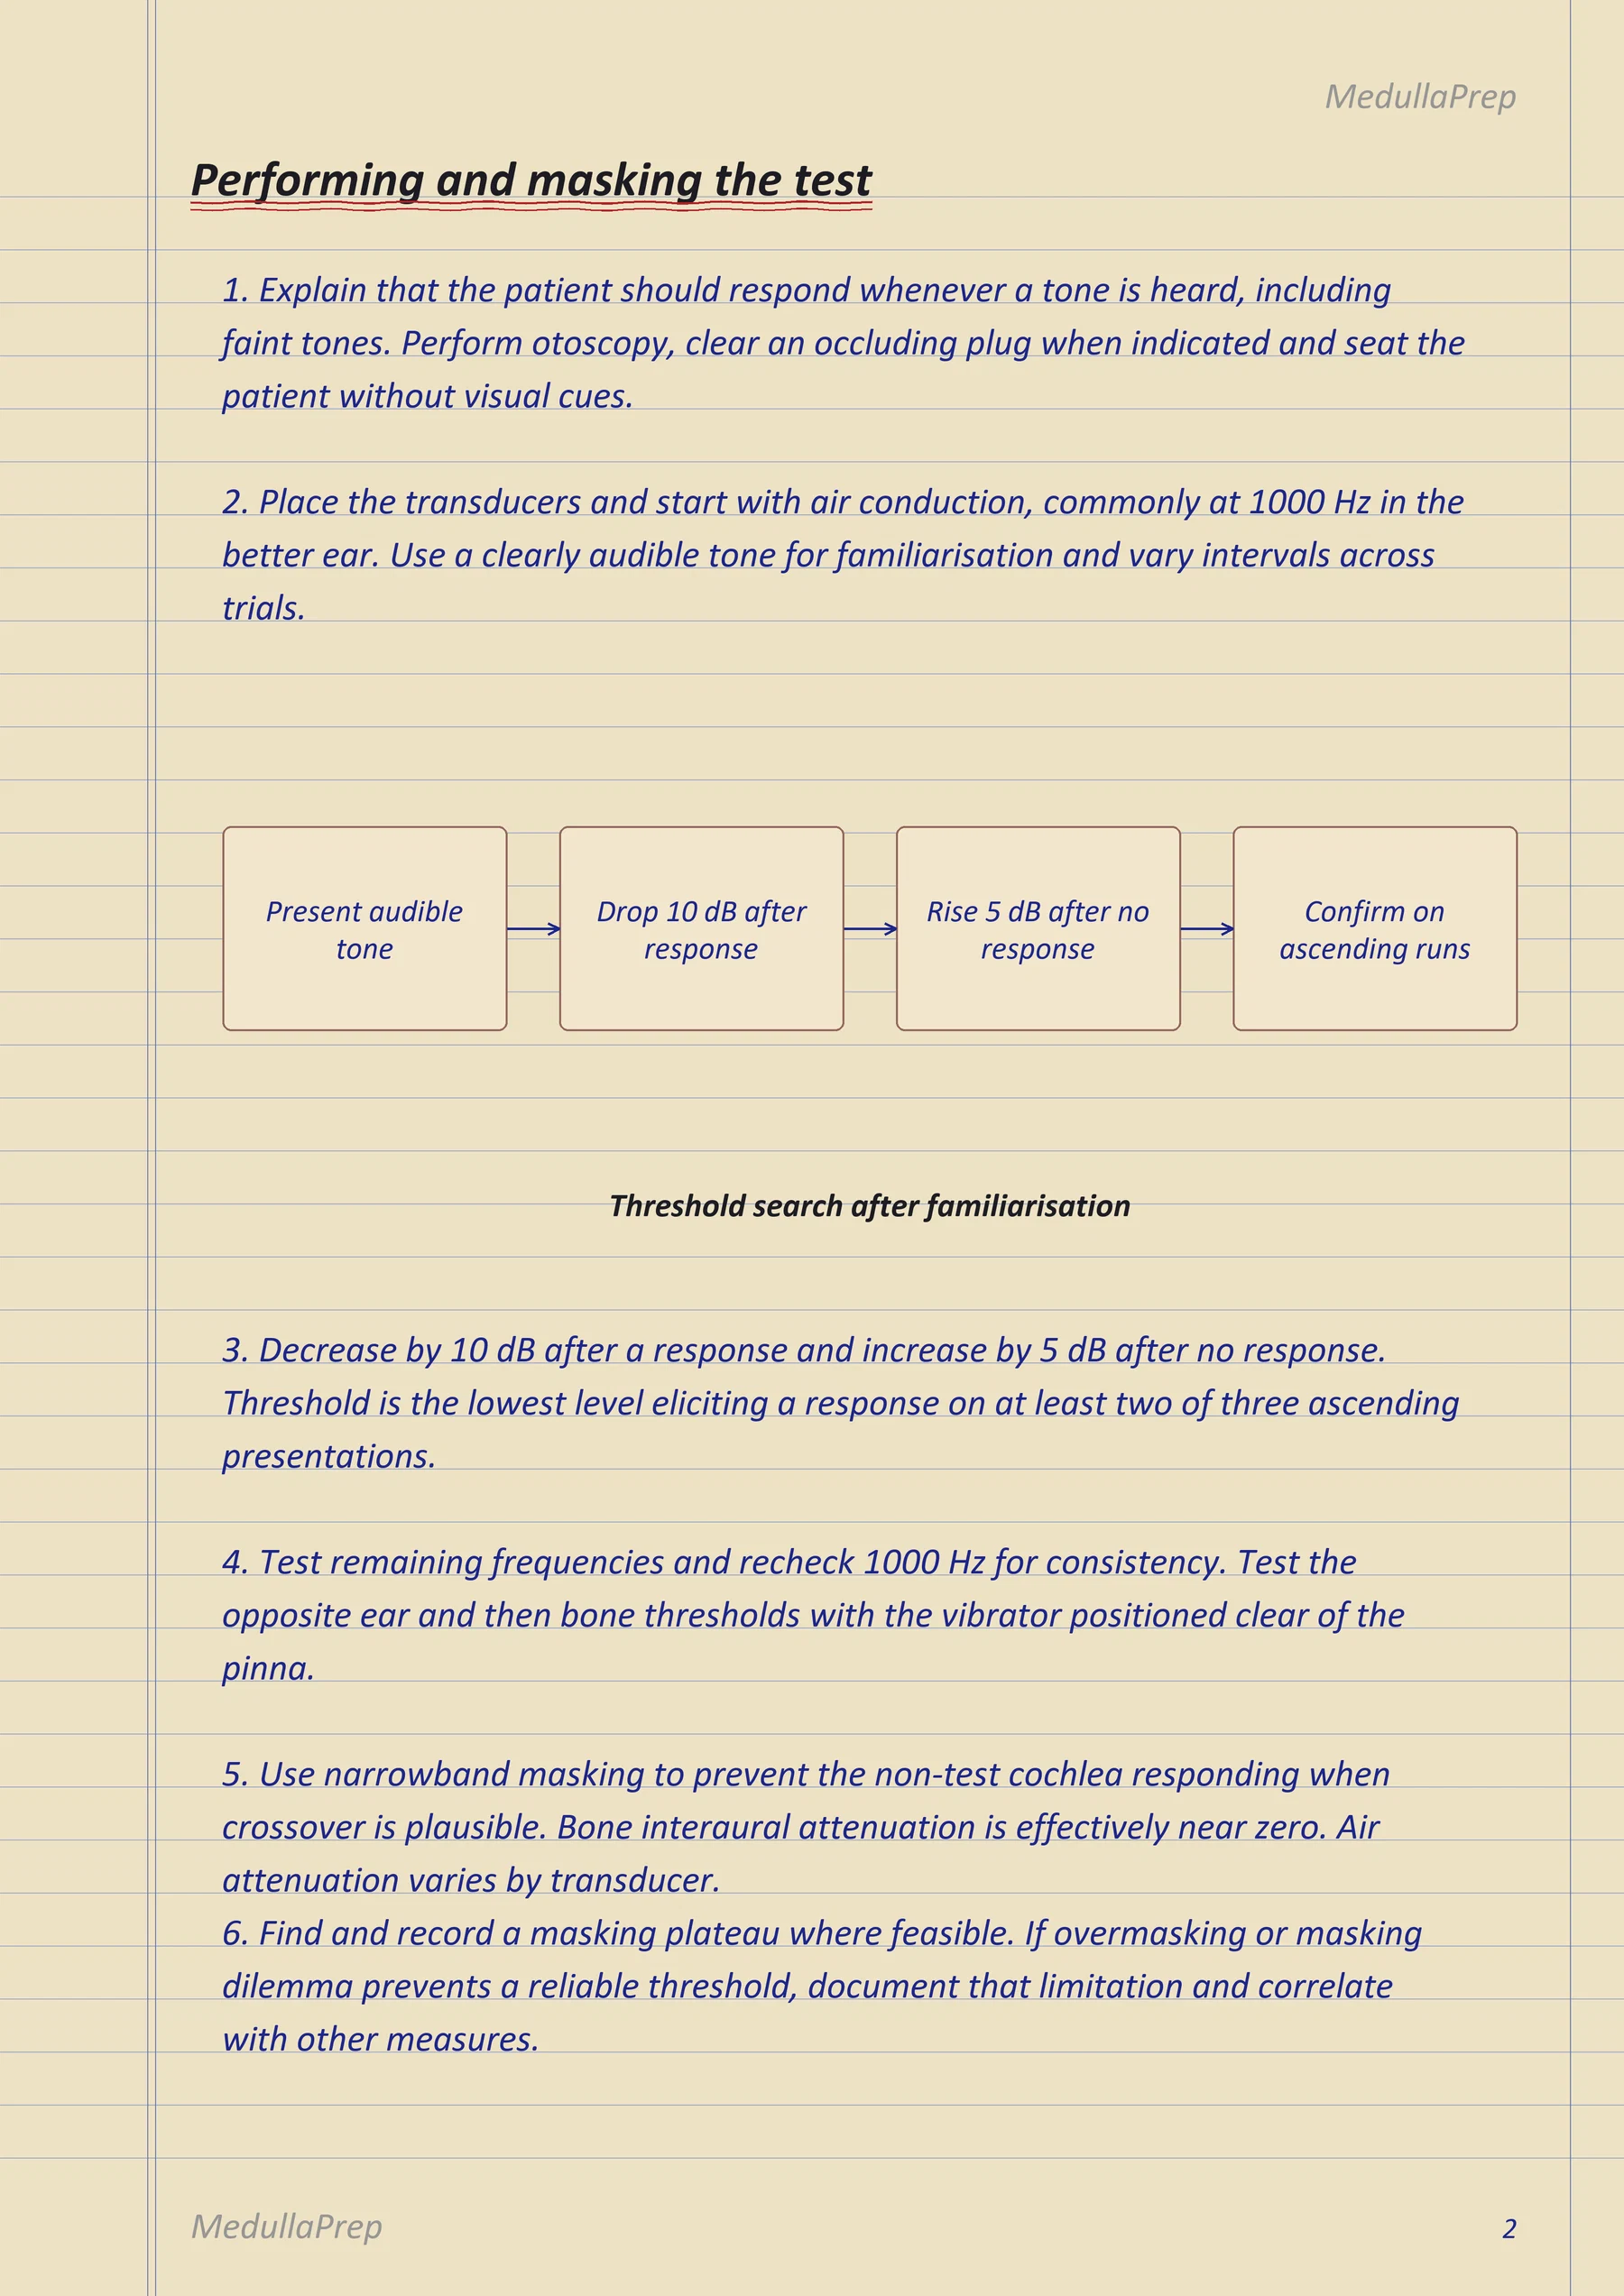 MedullaPrep
Performing and masking the test
1. Explain that the patient should respond whenever a tone is heard, including
faint tones. Perform otoscopy, clear an occluding plug when indicated and seat the
patient without visual cues.
2. Place the transducers and start with air conduction, commonly at 1000 Hz in the
better ear. Use a clearly audible tone for familiarisation and vary intervals across
trials.
Present audible
tone
Drop 10 dB after
response
Rise 5 dB after no
response
Confirm on
ascending runs
Threshold search after familiarisation
3. Decrease by 10 dB after a response and increase by 5 dB after no response.
Threshold is the lowest level eliciting a response on at least two of three ascending
presentations.
4. Test remaining frequencies and recheck 1000 Hz for consistency. Test the
opposite ear and then bone thresholds with the vibrator positioned clear of the
pinna.
5. Use narrowband masking to prevent the non-test cochlea responding when
crossover is plausible. Bone interaural attenuation is effectively near zero. Air
attenuation varies by transducer.
6. Find and record a masking plateau where feasible. If overmasking or masking
dilemma prevents a reliable threshold, document that limitation and correlate
with other measures.
MedullaPrep
2